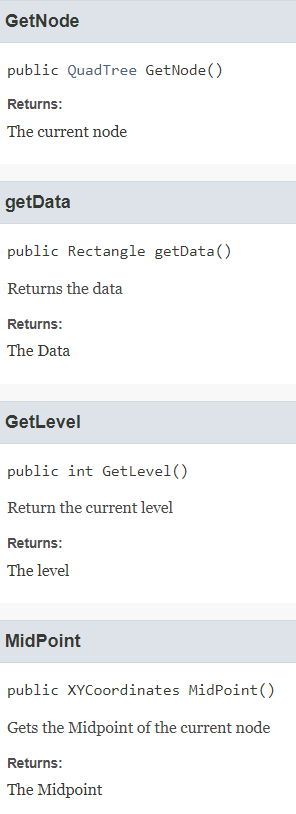 GetNode
public QuadTree GetNode()
Returns:
The current node
getData
public Rectangle getData()
Returns the data
Returns:
The Data
GetLevel
public int GetLevel()
Return the current level
Returns:
The level
MidPoint
public XYCoordinates MidPoint()
Gets the Midpoint of the current node
Returns:
The Midpoint